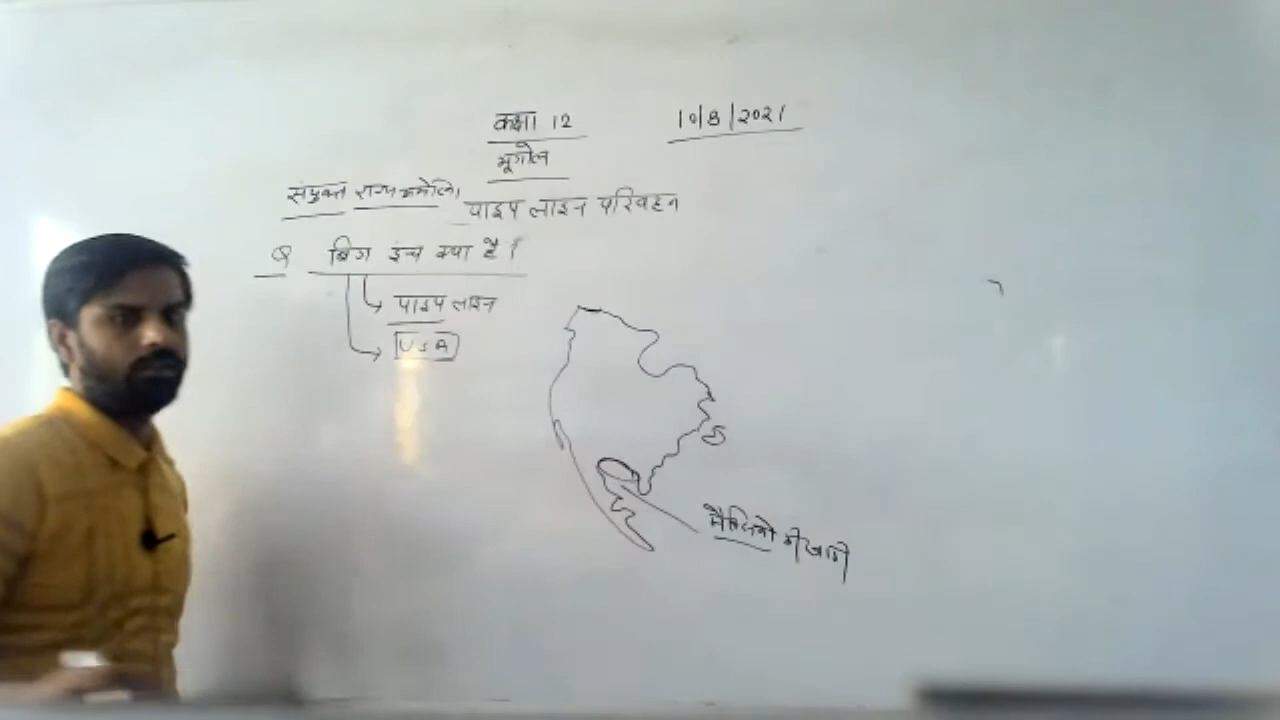 कक्षा 12
10/8/2021
भूगोल
संयुक्त राज्य अमेरि
पाइप लाइन परिवहन
Q बिग इंच क्या है ?
पाइप लाइन
USA
मैक्सिको की खाड़ी